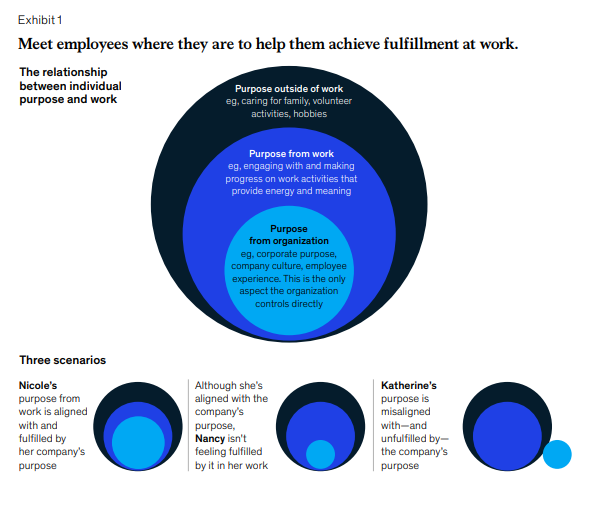 Exhibit 1
Meet employees where they are to help them achieve fulfillment at work.
The relationship
between individual
purpose and work
Purpose outside of work
eg, caring for family, volunteer
activities, hobbies
Purpose from work
eg, engaging with and making
progress on work activities that
provide energy and meaning
Purpose
from organization
eg, corporate purpose,
company culture, employee
experience. This is the only
aspect the organization
controls directly
Three scenarios
Nicole's
purpose from
work is aligned
with and
fulfilled by
her company's
purpose
Although she's
aligned with the
company's
purpose,
Nancy isn't
feeling fulfilled
by it in her work
Katherine's
purpose is
misaligned
with—and
unfulfilled by—
the company's
purpose